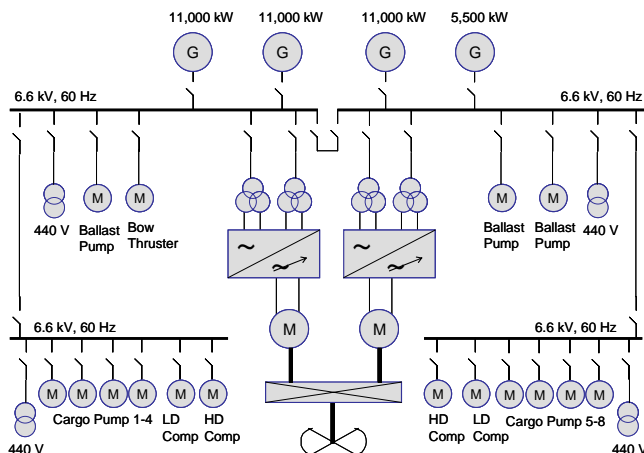 11,000 kW 11,000 kW 11,000 kW 5,500 kW
G G G G
6.6 kV, 60 Hz 6.6 kV, 60 Hz
M M M M
440 V Ballast Pump Bow Thruster Ballast Pump Ballast Pump 440 V
~ ~ ~ ~
M M
6.6 kV, 60 Hz 6.6 kV, 60 Hz
M M M M M M M M M M M M
Cargo Pump 1-4 LD Comp HD Comp HD Comp LD Comp Cargo Pump 5-8
440 V 440 V